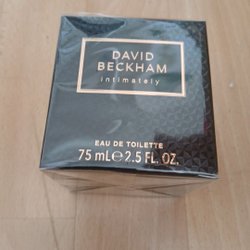 DAVID
BECKHAM
intimately
EAU DE TOILETTE
75 mL e 2.5 FL. OZ.